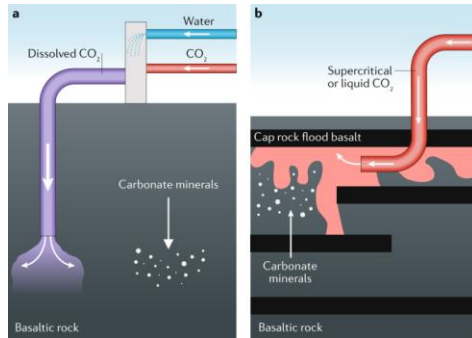 a
Water
Dissolved CO₂
CO₂
Carbonate minerals
Basaltic rock
b
Supercritical
or liquid CO₂
Cap rock flood basalt
Carbonate
minerals
Basaltic rock